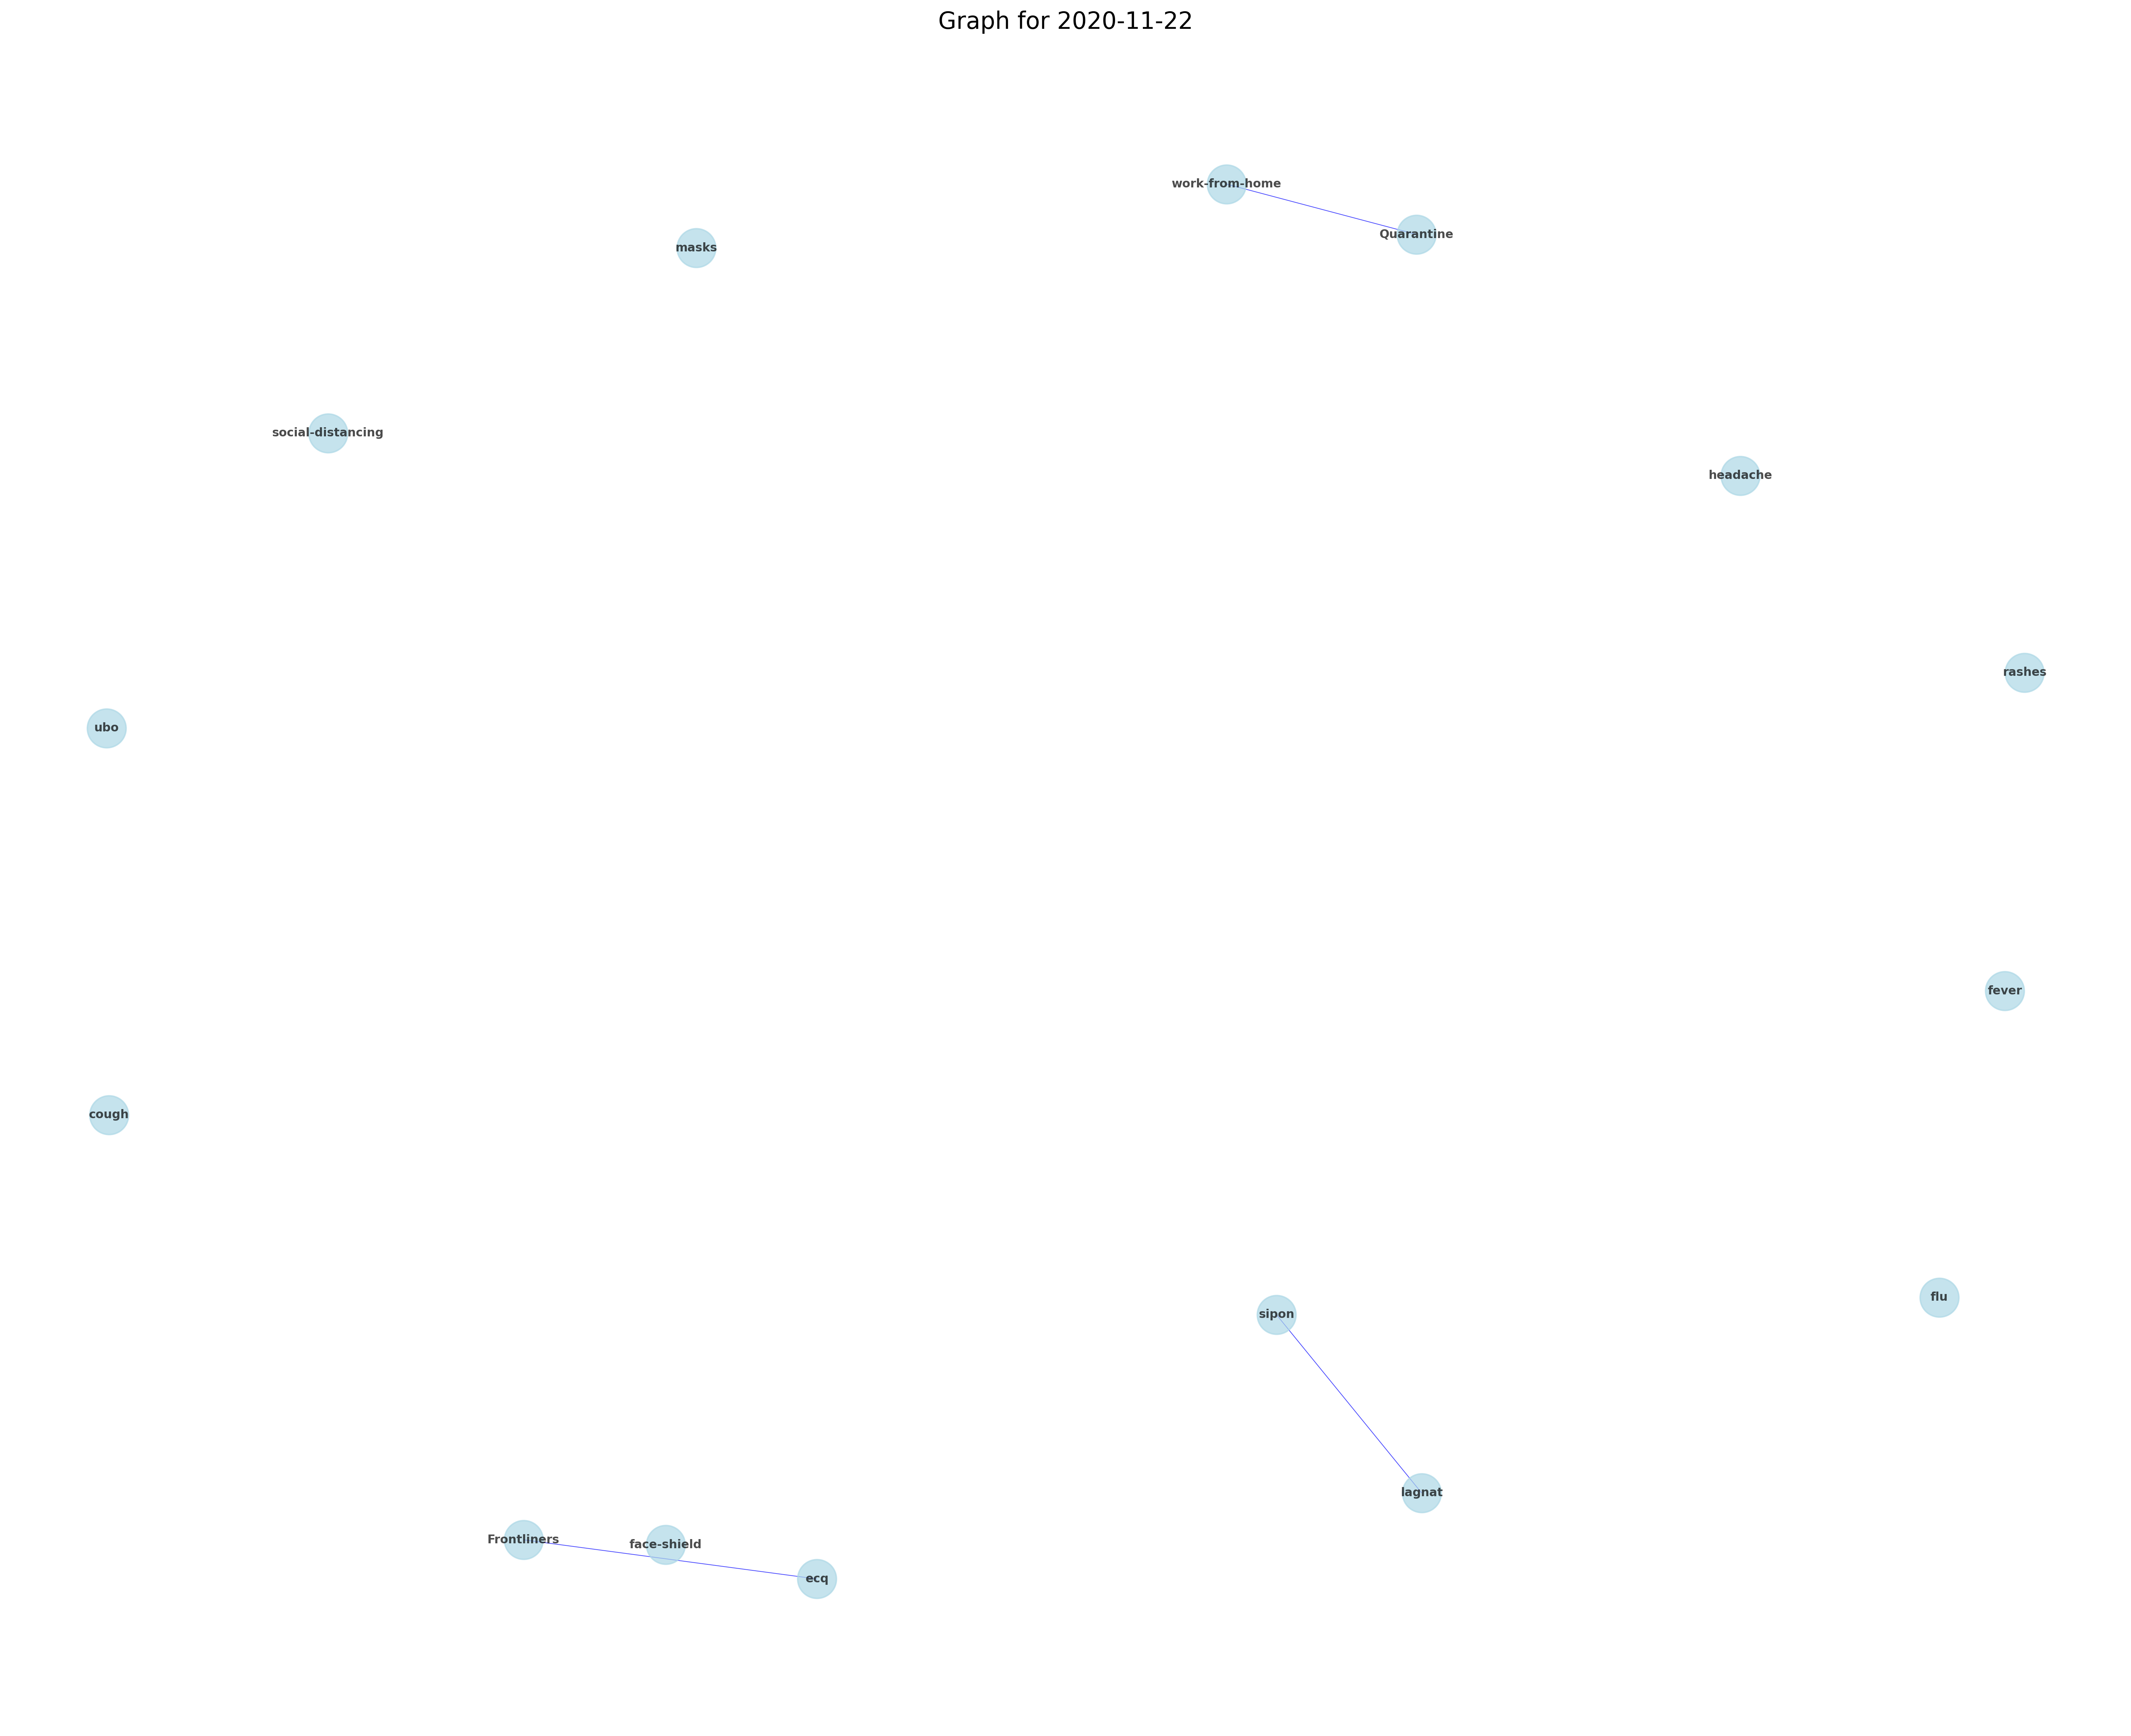 Graph for 2020-11-22
work-from-home
Quarantine
masks
social-distancing
headache
rashes
ubo
fever
cough
flu
sipon
lagnat
Frontliners
face-shield
ecq